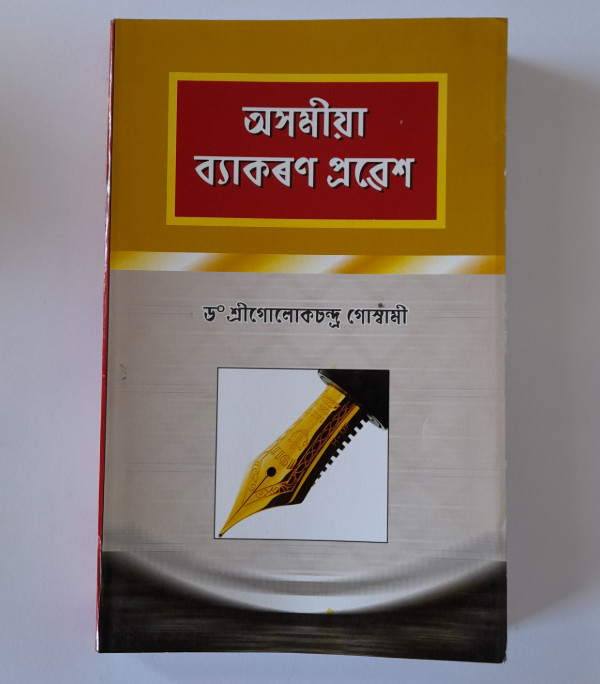 অসমীয়া
ব্যাকৰণ প্ৰৱেশ
ড° শ্ৰীগোলোকচন্দ্ৰ গোস্বামী